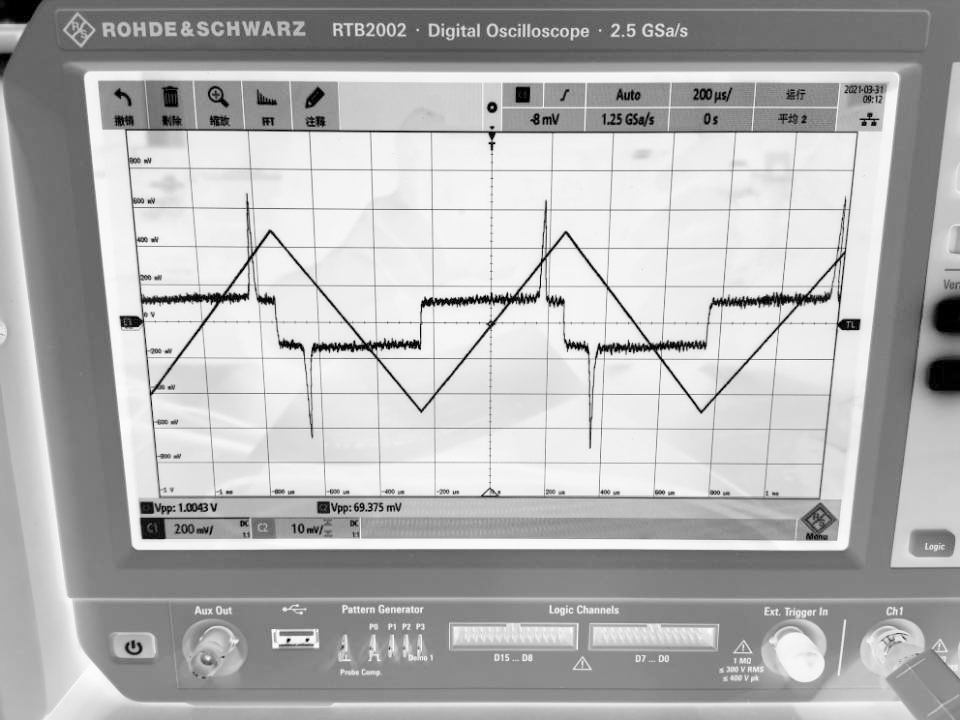 ROHDE & SCHWARZ RTB2002 · Digital Oscilloscope · 2.5 GSa/s
撤销 删除 缩放 FFT 注释
Auto 200 µs/ 运行
-8 mV 1.25 GSa/s 0 s 平均 2
2021-03-31
09:12
T
800 mV
600 mV
400 mV
200 mV
0 V
C1
TL
-200 mV
-400 mV
-600 mV
-800 mV
-1 V
-1 ms -800 µs -600 µs -400 µs -200 µs 0 s 200 µs 400 µs 600 µs 800 µs 1 ms
Vpp: 1.0043 V C2 Vpp: 69.375 mV
C1 200 mV/ DC 1:1 C2 10 mV/ DC 1:1
Menu
Logic
Aux Out Pattern Generator Logic Channels Ext. Trigger In Ch1
P0 P1 P2 P3
Demo 1
Probe Comp.
D15 ... D8 D7 ... D0
1 MΩ
≤ 300 V RMS
≤ 400 V pk